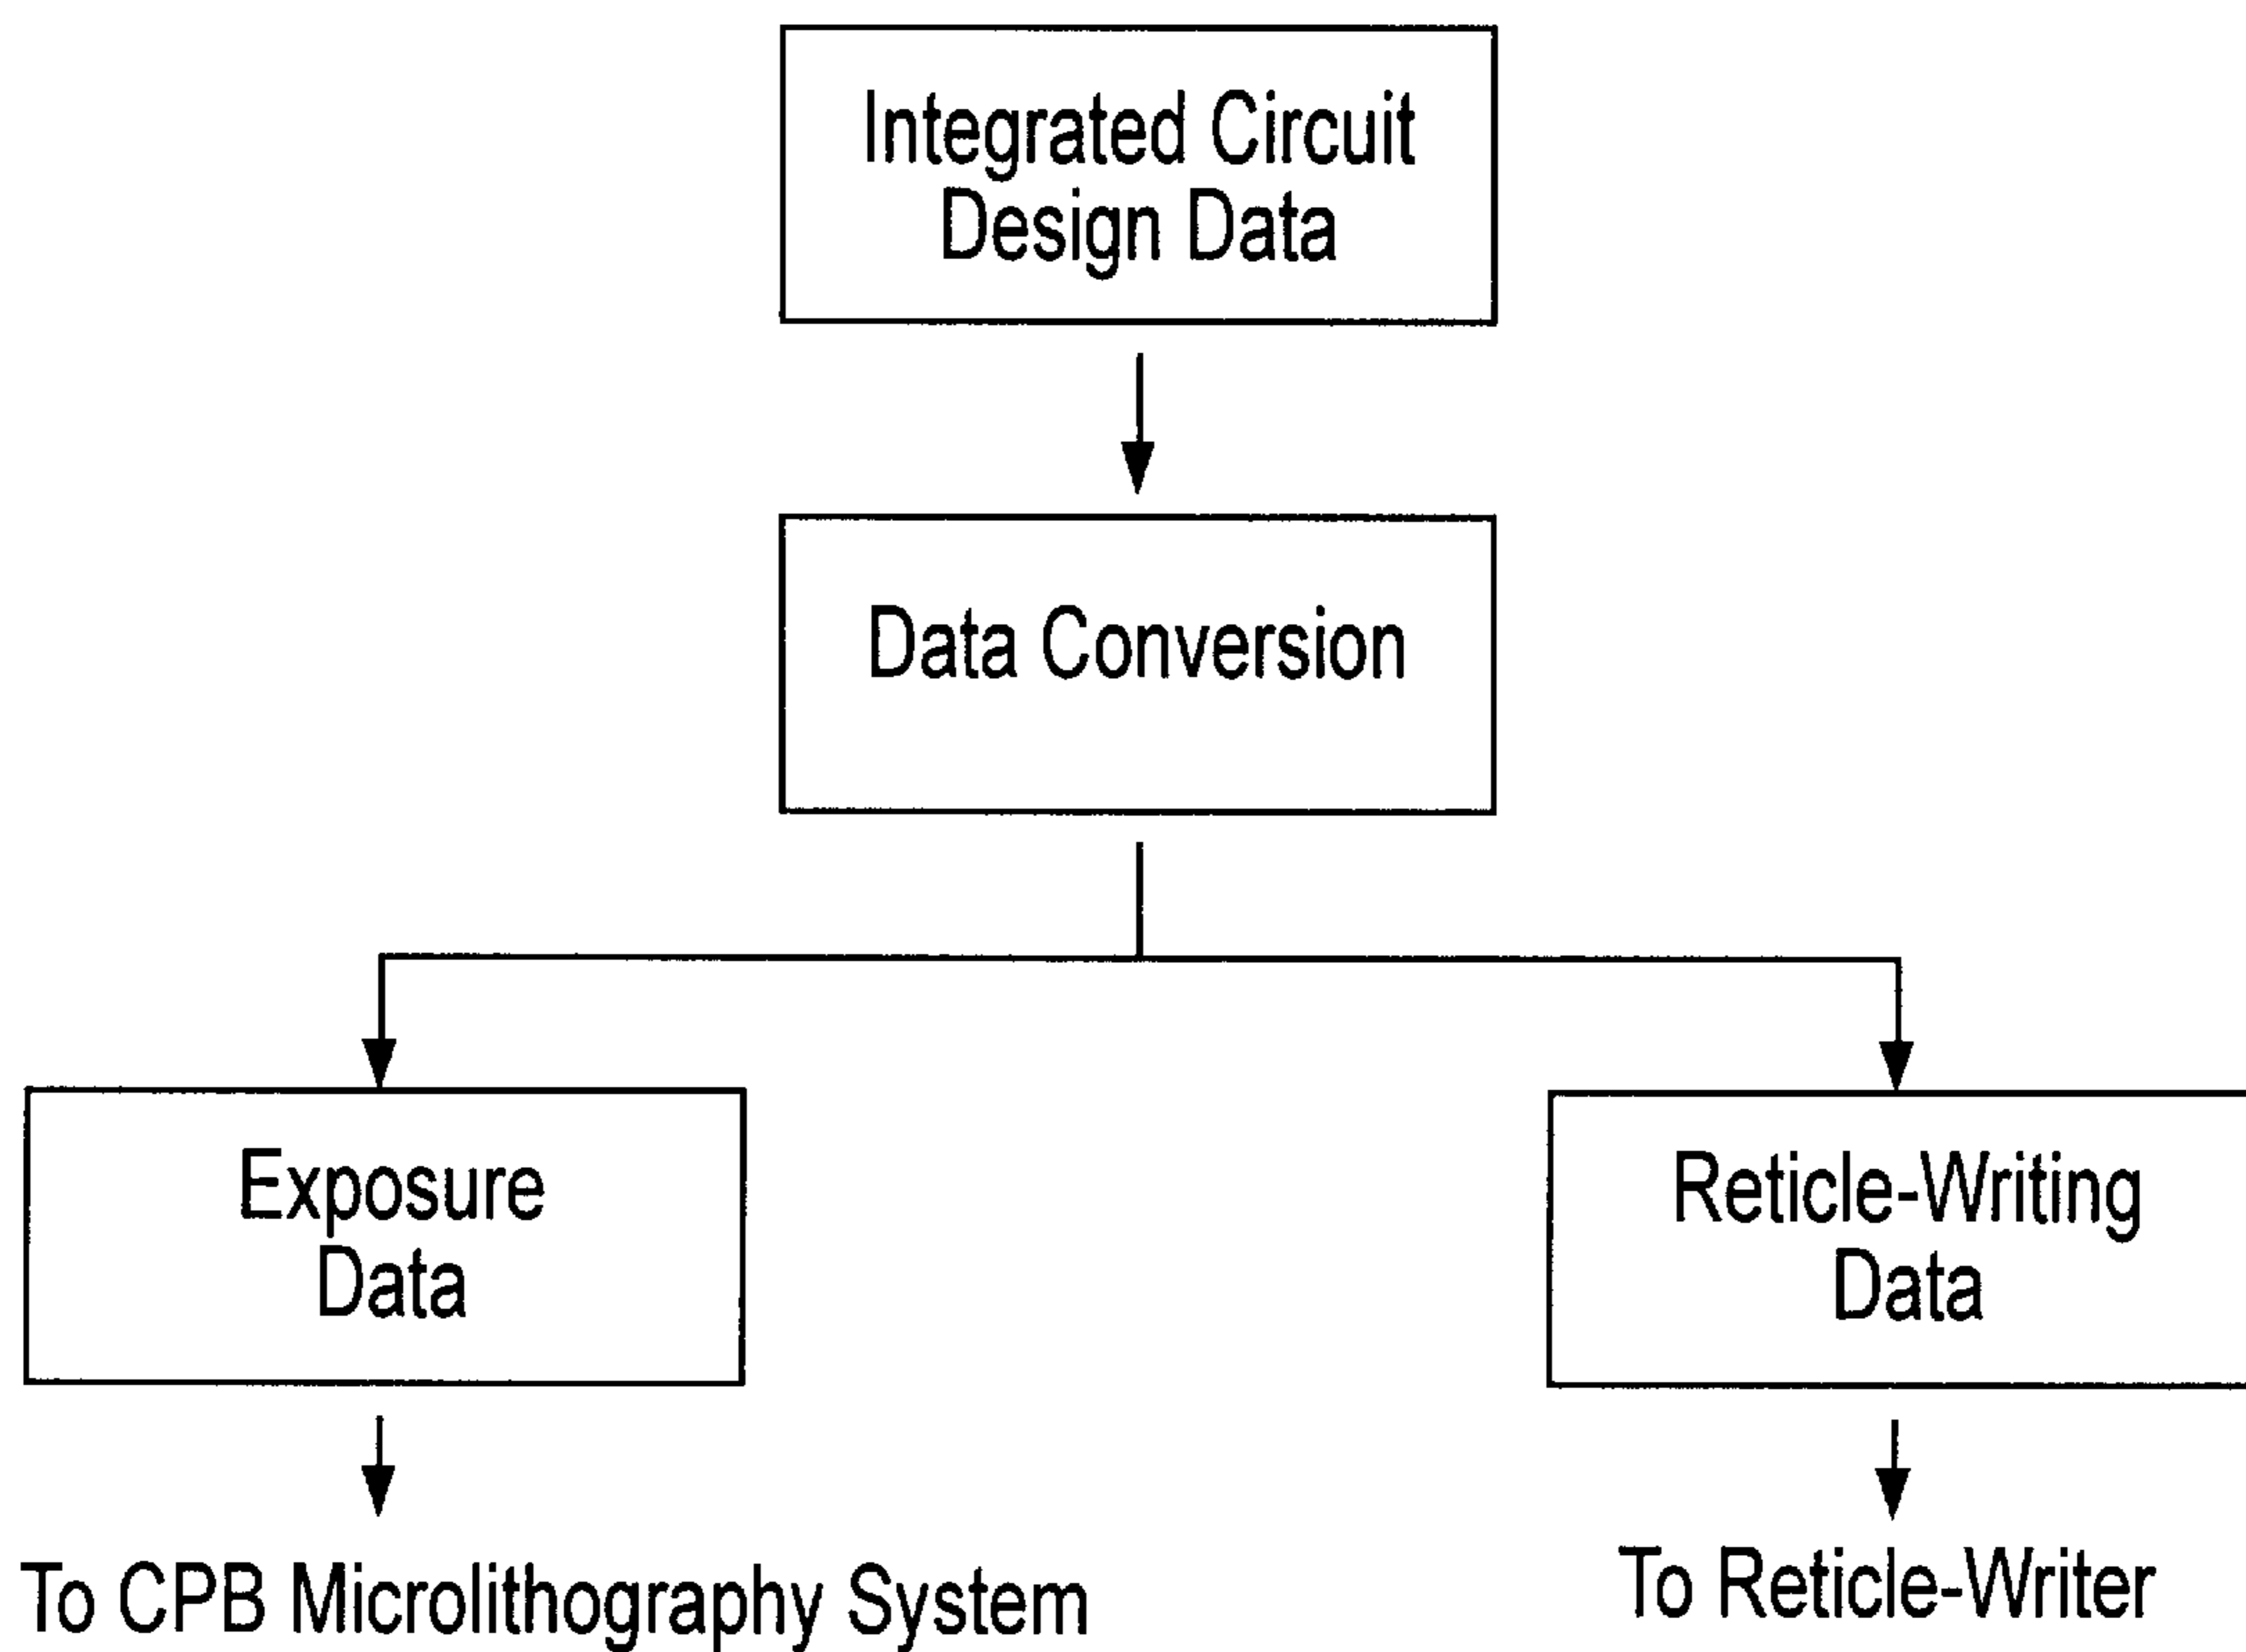 Integrated Circuit
Design Data
Data Conversion
Exposure
Data
Reticle-Writing
Data
To CPB Microlithography System
To Reticle-Writer